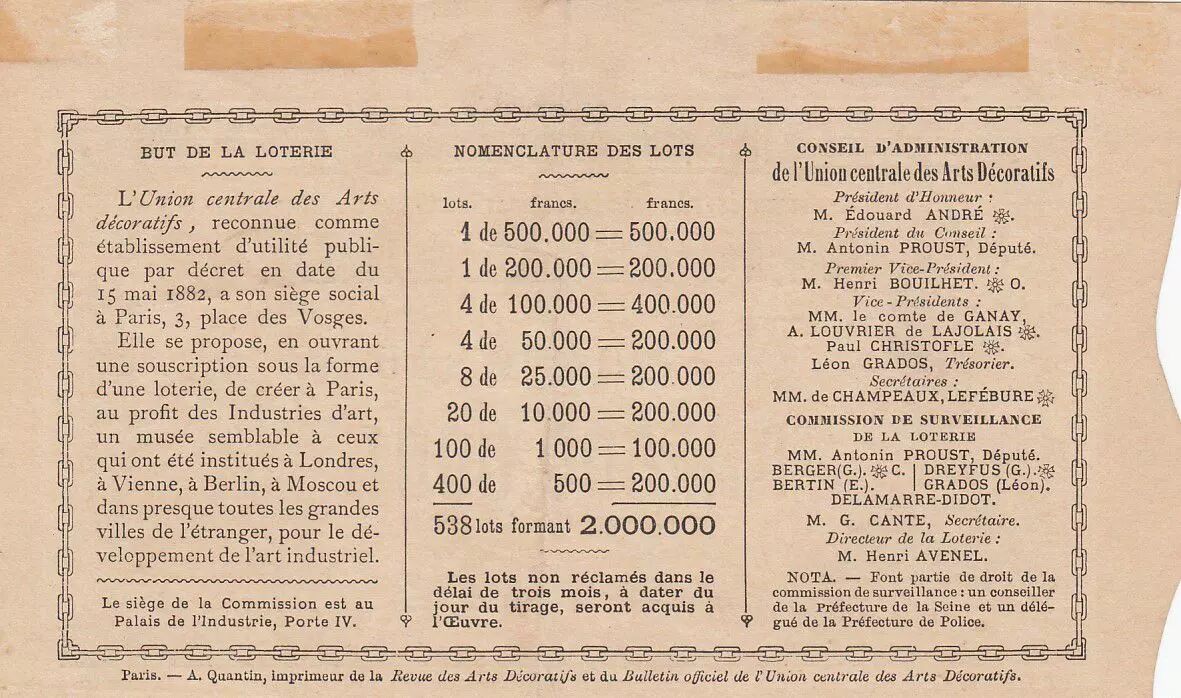 BUT DE LA LOTERIE
L'Union centrale des Arts
décoratifs, reconnue comme
établissement d'utilité publi-
que par décret en date du
15 mai 1882, a son siège social
à Paris, 3, place des Vosges.
Elle se propose, en ouvrant
une souscription sous la forme
d'une loterie, de créer à Paris,
au profit des Industries d'art,
un musée semblable à ceux
qui ont été institués à Londres,
à Vienne, à Berlin, à Moscou et
dans presque toutes les grandes
villes de l'étranger, pour le dé-
veloppement de l'art industriel.
Le siège de la Commission est au
Palais de l'Industrie, Porte IV.
NOMENCLATURE DES LOTS
lots. francs. francs.
1 de 500.000 = 500.000
1 de 200.000 = 200.000
4 de 100.000 = 400.000
4 de 50.000 = 200.000
8 de 25.000 = 200.000
20 de 10.000 = 200.000
100 de 1 000 = 100.000
400 de 500 = 200.000
538 lots formant 2.000.000
Les lots non réclamés dans le
délai de trois mois, à dater du
jour du tirage, seront acquis à
l'Œuvre.
CONSEIL D'ADMINISTRATION
de l'Union centrale des Arts Décoratifs
Président d'Honneur :
M. Édouard ANDRÉ.
Président du Conseil :
M. Antonin PROUST, Député.
Premier Vice-Président :
M. Henri BOUILHET. O.
Vice-Présidents :
MM. le comte de GANAY,
A. LOUVRIER de LAJOLAIS.
Paul CHRISTOFLE.
Léon GRADOS, Trésorier.
Secrétaires :
MM. de CHAMPEAUX, LEFÉBURE
COMMISSION DE SURVEILLANCE
DE LA LOTERIE
MM. Antonin PROUST, Député.
BERGER (G.). C. | DREYFUS (G.).
BERTIN (E.). | GRADOS (Léon).
DELAMARRE-DIDOT.
M. G. CANTE, Secrétaire.
Directeur de la Loterie :
M. Henri AVENEL.
NOTA. — Font partie de droit de la
commission de surveillance : un conseiller
de la Préfecture de la Seine et un délé-
gué de la Préfecture de Police.
Paris. — A. Quantin, imprimeur de la Revue des Arts Décoratifs et du Bulletin officiel de l'Union centrale des Arts Décoratifs.